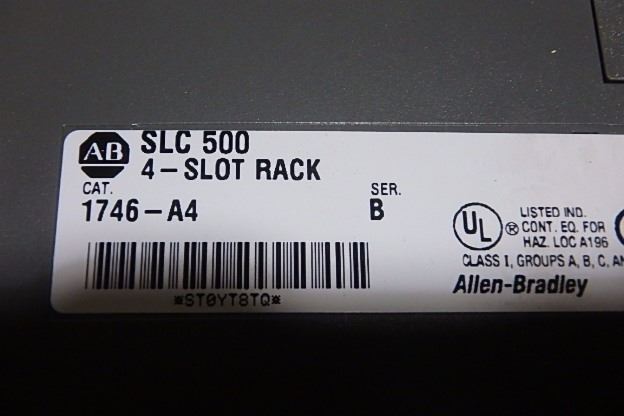 A-B
SLC 500
4-SLOT RACK
CAT.
SER.
1746-A4
B
*ST0YT8TQ*
UL
®
LISTED IND.
CONT. EQ. FOR
HAZ. LOC A196
CLASS I, GROUPS A, B, C, AN
Allen-Bradley